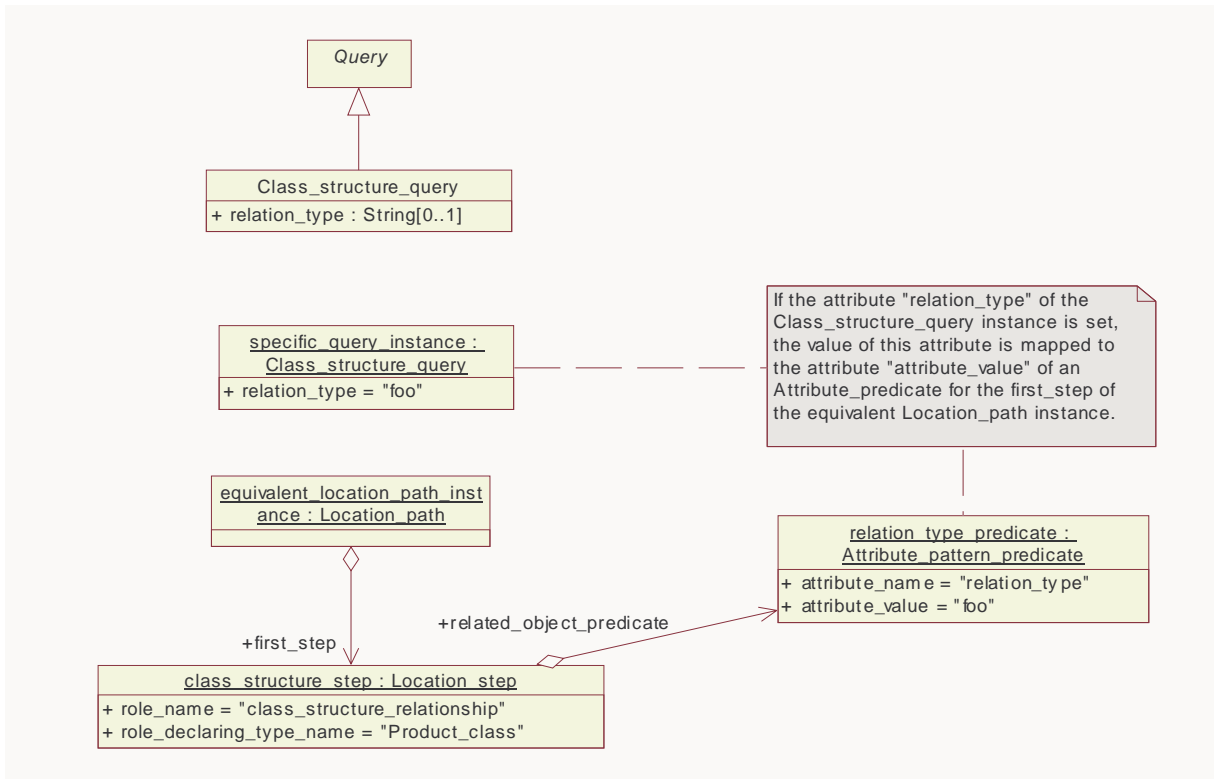 Query
Class_structure_query
+ relation_type : String[0..1]
If the attribute "relation_type" of the
Class_structure_query instance is set,
the value of this attribute is mapped to
the attribute "attribute_value" of an
Attribute_predicate for the first_step of
the equivalent Location_path instance.
specific_query_instance :
Class_structure_query
+ relation_type = "foo"
equivalent_location_path_inst
ance : Location_path
relation_type_predicate :
Attribute_pattern_predicate
+ attribute_name = "relation_type"
+ attribute_value = "foo"
+related_object_predicate
+first_step
class_structure_step : Location_step
+ role_name = "class_structure_relationship"
+ role_declaring_type_name = "Product_class"